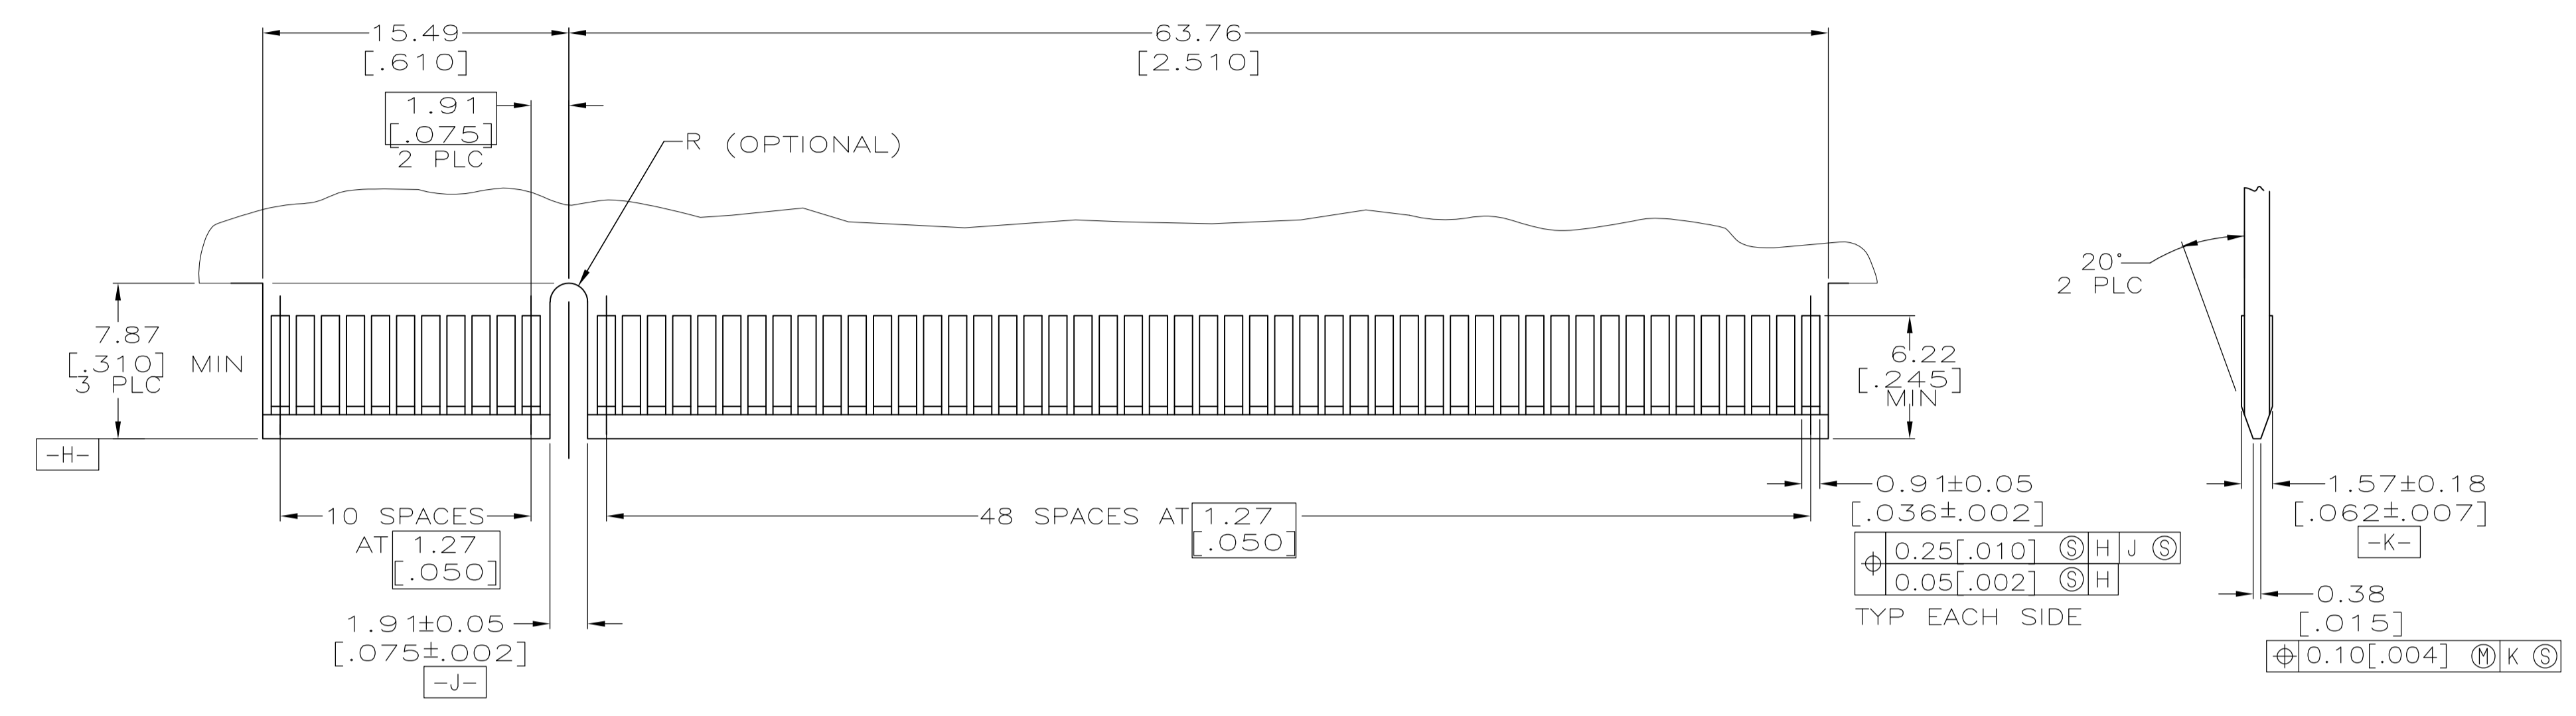 15.49
[.610]
63.76
[2.510]
1.91
[.075]
2 PLC
R (OPTIONAL)
20°
2 PLC
7.87
[.310] MIN
3 PLC
6.22
[.245]
MIN
-H-
10 SPACES
AT 1.27
[.050]
48 SPACES AT 1.27
[.050]
0.91±0.05
[.036±.002]
⌖ 0.25[.010] Ⓢ H J Ⓢ
0.05[.002] Ⓢ H
TYP EACH SIDE
1.57±0.18
[.062±.007]
-K-
0.38
[.015]
⌖ 0.10[.004] Ⓜ K Ⓢ
1.91±0.05
[.075±.002]
-J-